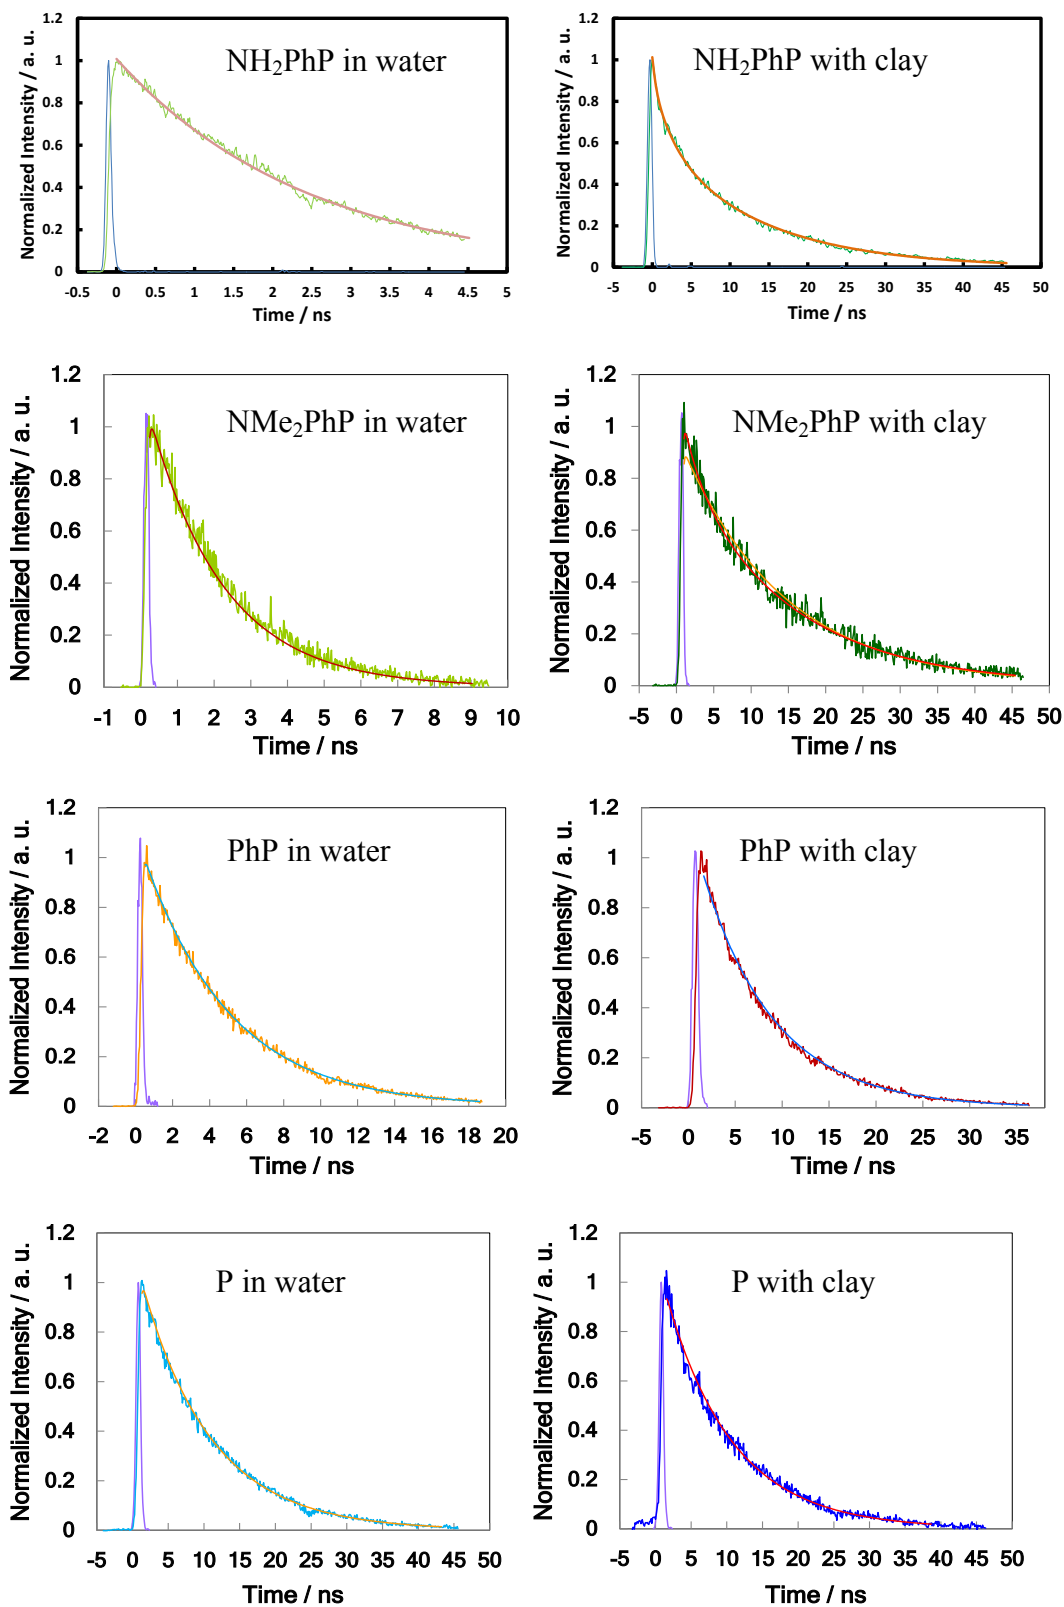 NH₂PhP in water
Normalized Intensity / a. u.
1.2
1
0.8
0.6
0.4
0.2
0
-0.5 0 0.5 1 1.5 2 2.5 3 3.5 4 4.5 5
Time / ns
NH₂PhP with clay
Normalized Intensity / a. u.
1.2
1
0.8
0.6
0.4
0.2
0
-5 0 5 10 15 20 25 30 35 40 45 50
Time / ns
NMe₂PhP in water
Normalized Intensity / a. u.
1.2
1
0.8
0.6
0.4
0.2
0
-1 0 1 2 3 4 5 6 7 8 9 10
Time / ns
NMe₂PhP with clay
Normalized Intensity / a. u.
1.2
1
0.8
0.6
0.4
0.2
0
-5 0 5 10 15 20 25 30 35 40 45 50
Time / ns
PhP in water
Normalized Intensity / a. u.
1.2
1
0.8
0.6
0.4
0.2
0
-2 0 2 4 6 8 10 12 14 16 18 20
Time / ns
PhP with clay
Normalized Intensity / a. u.
1.2
1
0.8
0.6
0.4
0.2
0
-5 0 5 10 15 20 25 30 35
Time / ns
P in water
Normalized Intensity / a. u.
1.2
1
0.8
0.6
0.4
0.2
0
-5 0 5 10 15 20 25 30 35 40 45 50
Time / ns
P with clay
Normalized Intensity / a. u.
1.2
1
0.8
0.6
0.4
0.2
0
-5 0 5 10 15 20 25 30 35 40 45 50
Time / ns